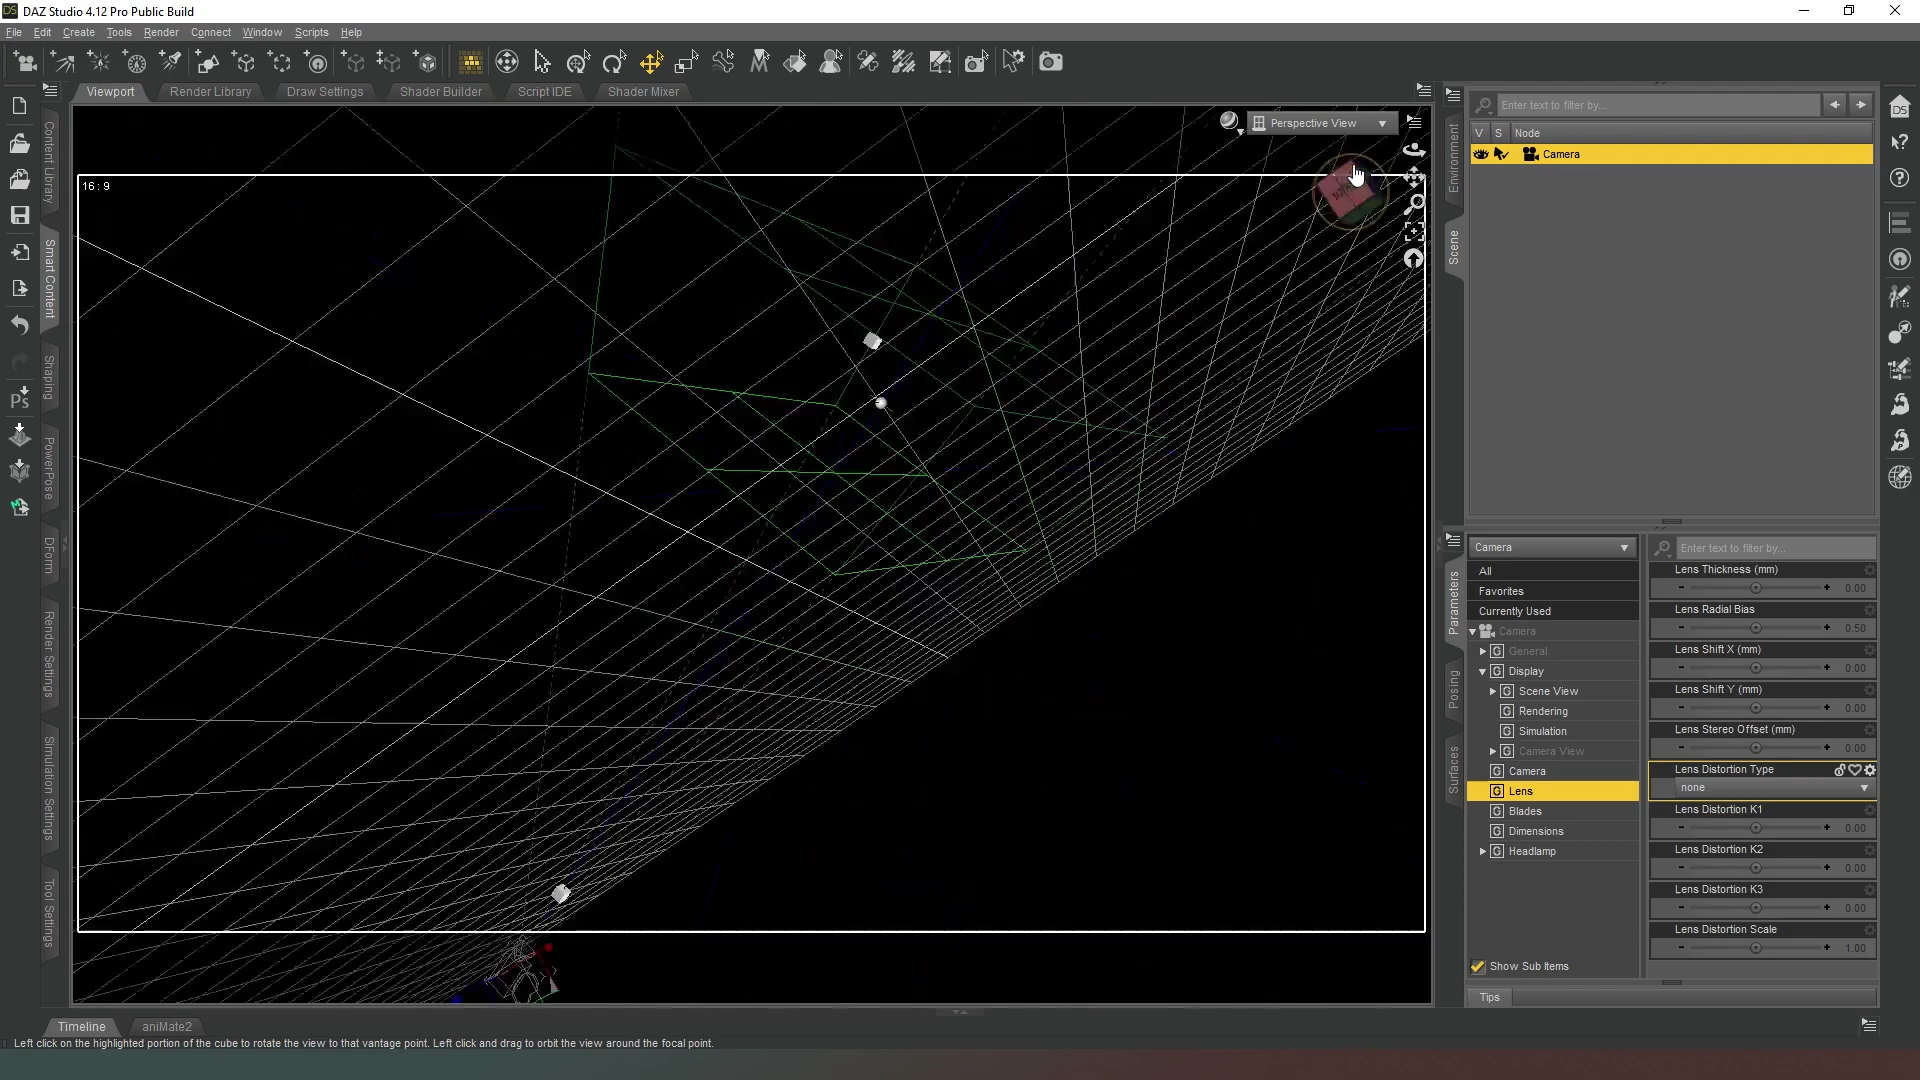 DAZ Studio 4.12 Pro Public Build
File Edit Create Tools Render Connect Window Scripts Help
Viewport Render Library Draw Settings Shader Builder Script IDE Shader Mixer
Perspective View
16 : 9
Content Library
Smart Content
Shaping
PowerPose
DForm
Render Settings
Simulation Settings
Tool Settings
Ps
Environment
Scene
Enter text to filter by...
V S Node
Camera
DS
Parameters
Posing
Surfaces
Camera
All
Favorites
Currently Used
Camera
General
Display
Scene View
Rendering
Simulation
Camera View
Camera
Lens
Blades
Dimensions
Headlamp
Show Sub Items
Enter text to filter by...
Lens Thickness (mm)
0.00
Lens Radial Bias
0.50
Lens Shift X (mm)
0.00
Lens Shift Y (mm)
0.00
Lens Stereo Offset (mm)
0.00
Lens Distortion Type
none
Lens Distortion K1
0.00
Lens Distortion K2
0.00
Lens Distortion K3
0.00
Lens Distortion Scale
1.00
Tips
Timeline aniMate2
Left click on the highlighted portion of the cube to rotate the view to that vantage point. Left click and drag to orbit the view around the focal point.